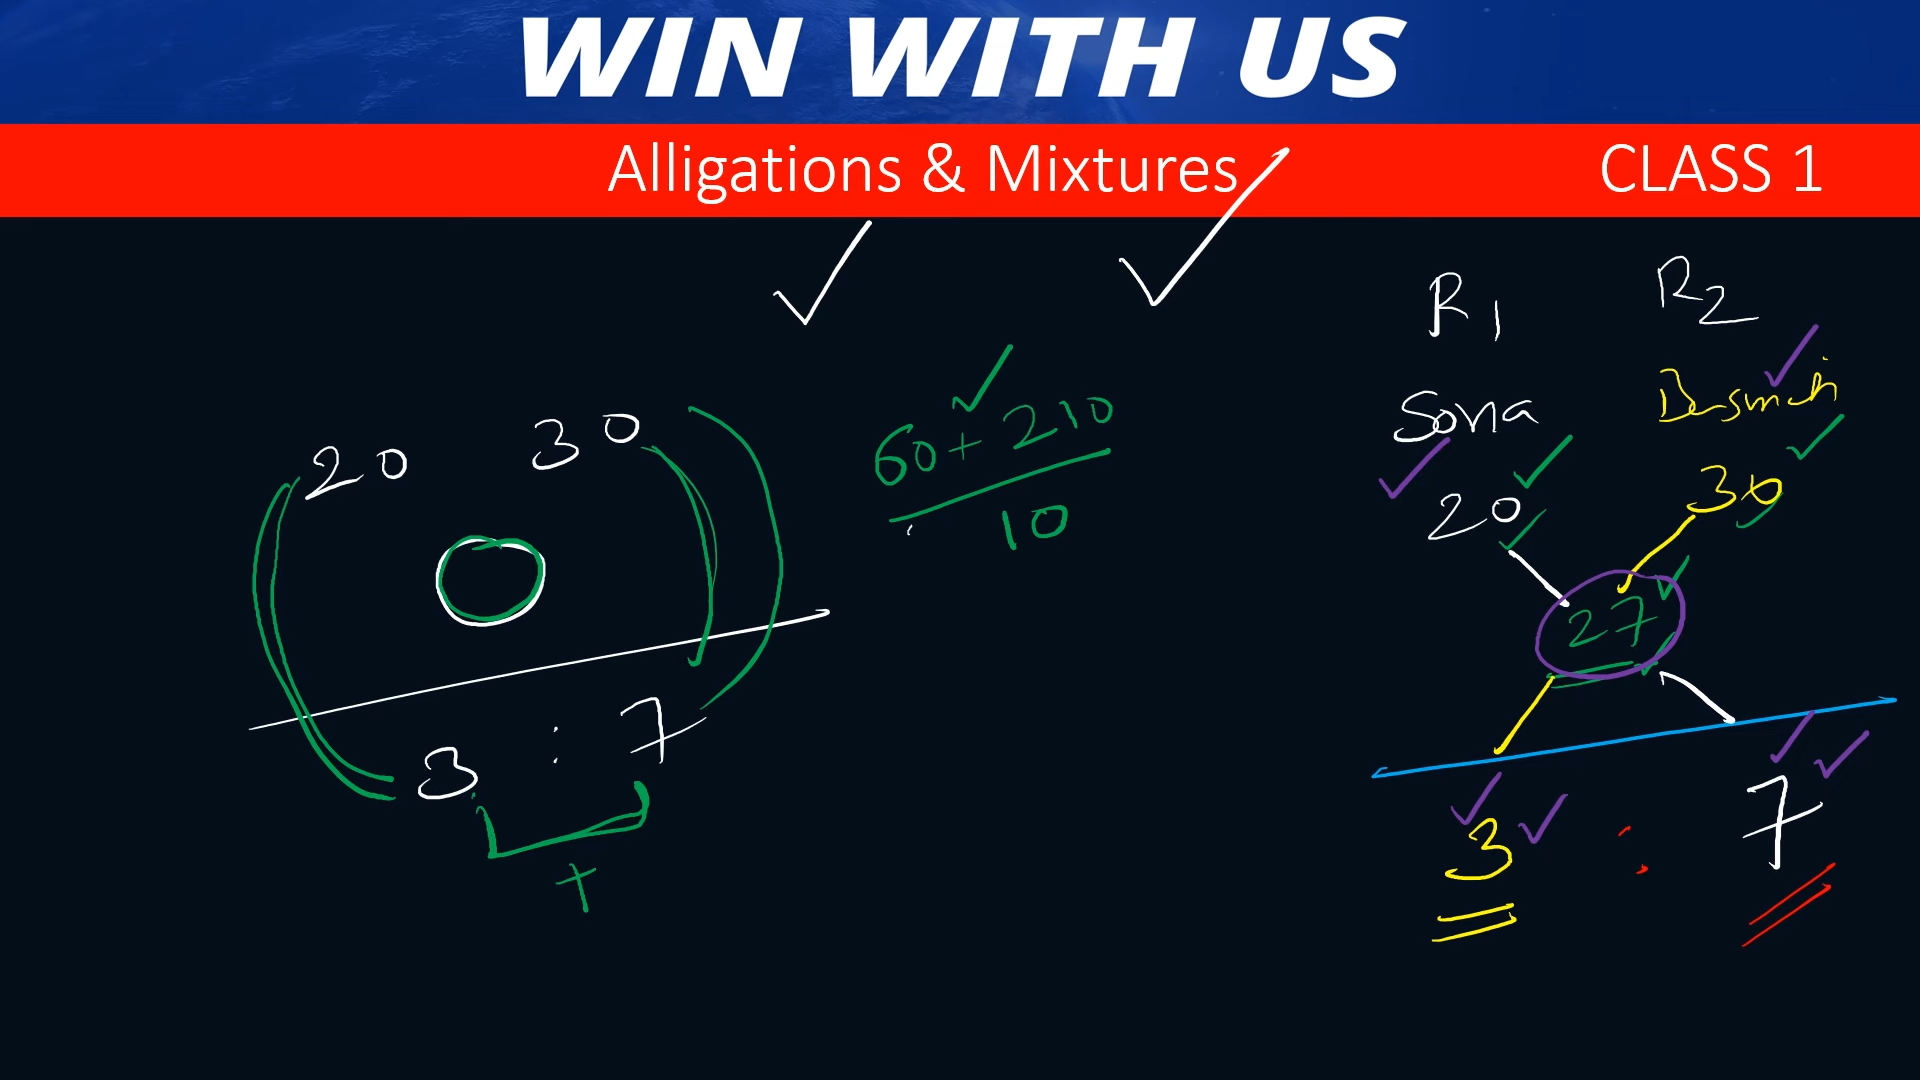 WIN WITH US
Alligations & Mixtures
CLASS 1
20 30
3 : 7
+
60 + 210
10
R1 R2
Sona
20 30
27
3 : 7